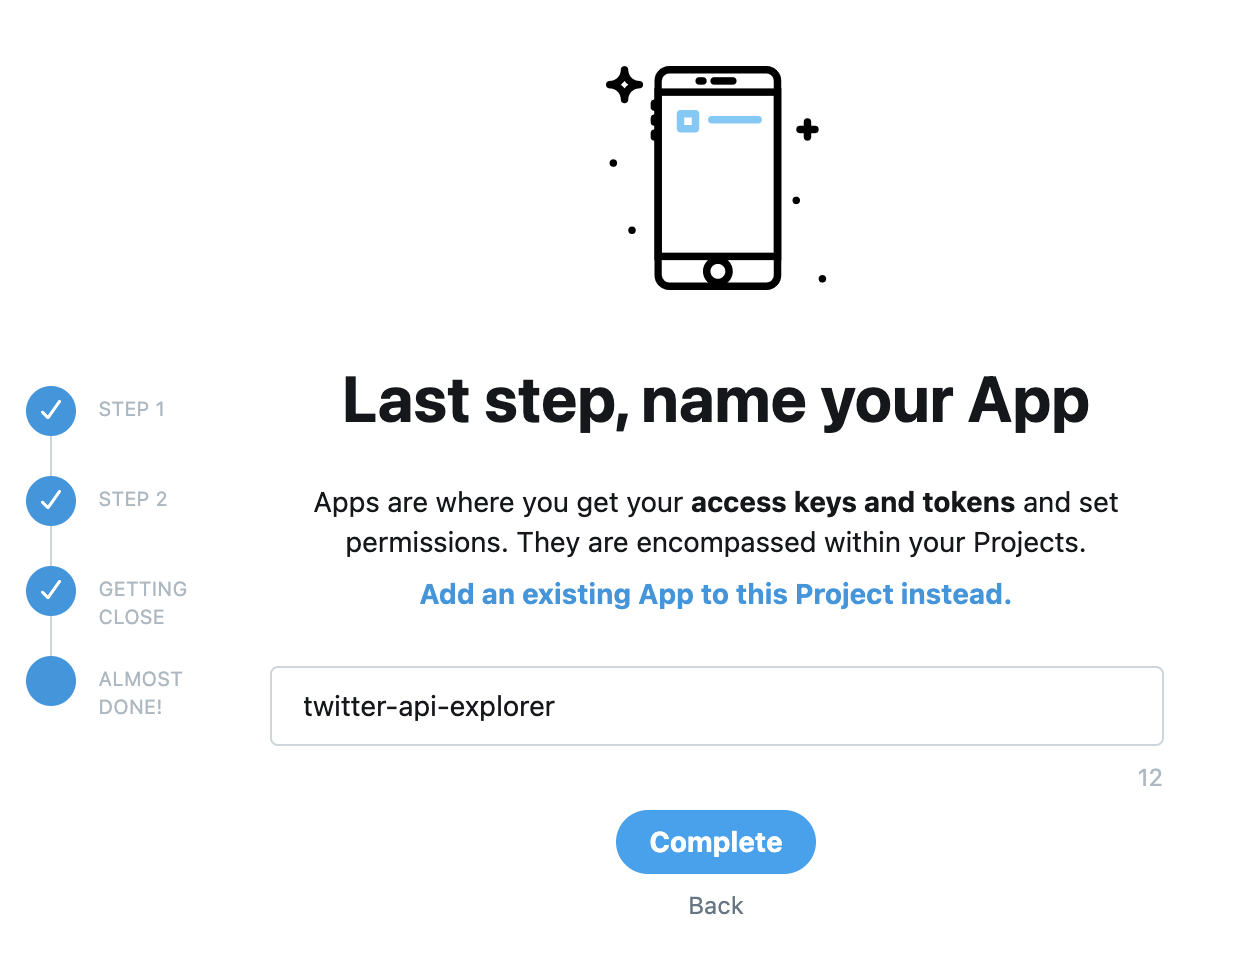 Last step, name your App
STEP 1
STEP 2
GETTING
CLOSE
ALMOST
DONE!
Apps are where you get your access keys and tokens and set
permissions. They are encompassed within your Projects.
Add an existing App to this Project instead.
twitter-api-explorer
12
Complete
Back